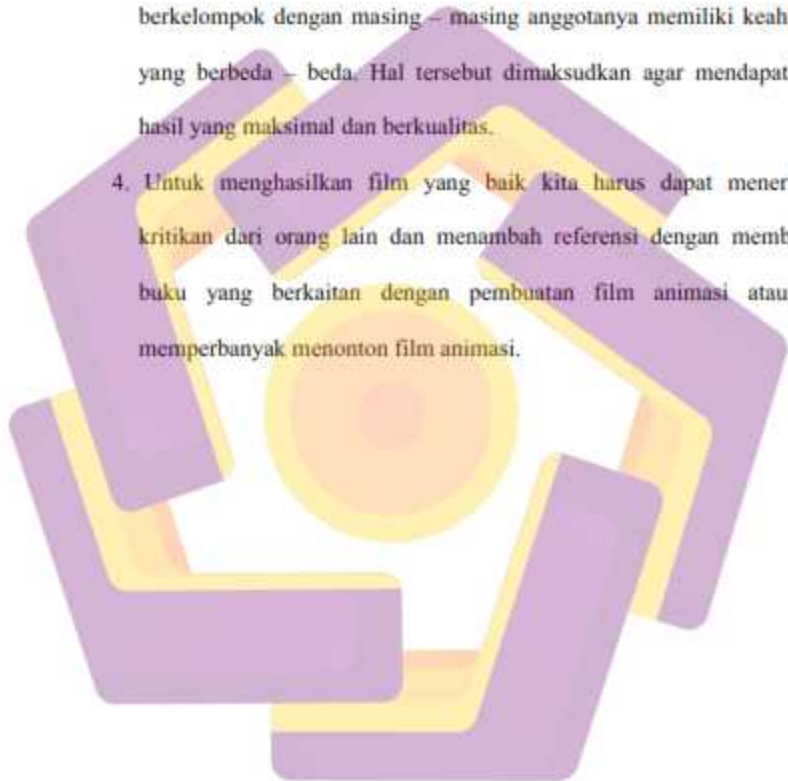 berkelompok dengan masing – masing anggotanya memiliki keah
yang berbeda – beda. Hal tersebut dimaksudkan agar mendapat
hasil yang maksimal dan berkualitas.
4. Untuk menghasilkan film yang baik kita harus dapat mener
kritikan dari orang lain dan menambah referensi dengan memb
buku yang berkaitan dengan pembuatan film animasi atau
memperbanyak menonton film animasi.